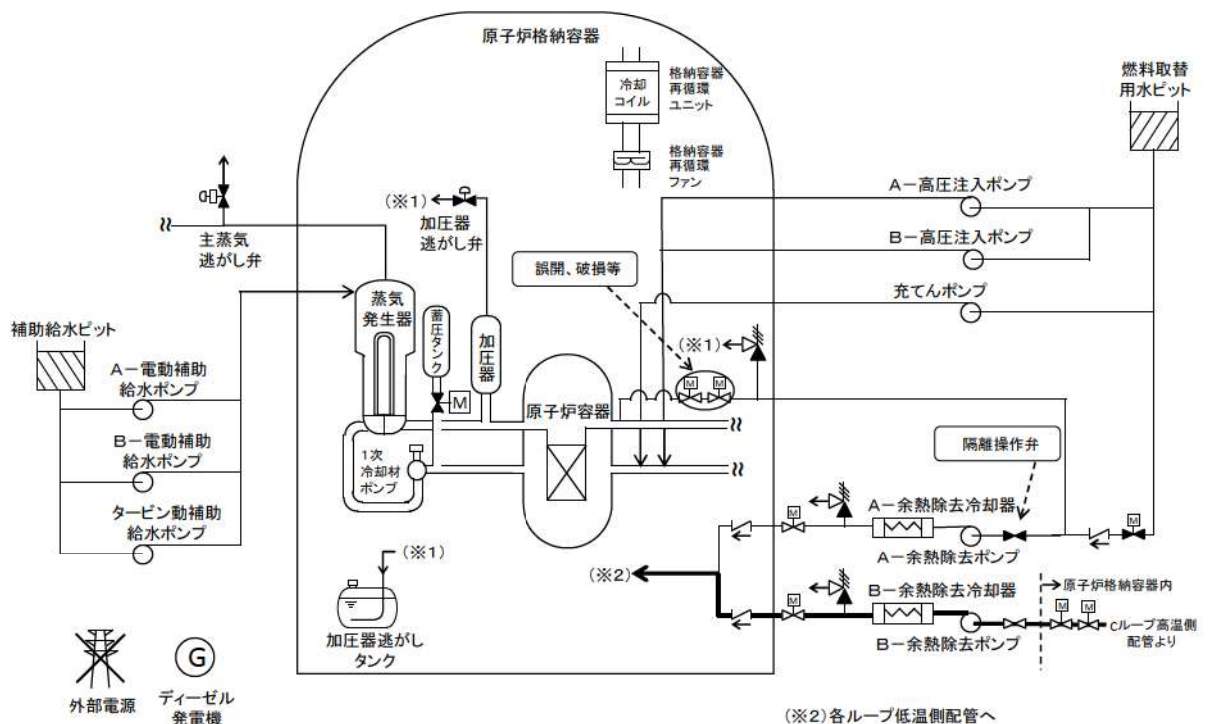 原子炉格納容器
冷却
コイル
格納容器
再循環
ユニット
格納容器
再循環
ファン
燃料取替
用水ピット
A－高圧注入ポンプ
B－高圧注入ポンプ
充てんポンプ
(※1)
加圧器
逃がし弁
主蒸気
逃がし弁
誤開、破損等
(※1)
蒸気
発生器
蓄圧タンク
加圧器
M
M
M
原子炉容器
1次
冷却材
ポンプ
補助給水ピット
A－電動補助
給水ポンプ
B－電動補助
給水ポンプ
タービン動補助
給水ポンプ
隔離操作弁
M
A－余熱除去冷却器
M
A－余熱除去ポンプ
(※1)
(※2)
M
B－余熱除去冷却器
B－余熱除去ポンプ
原子炉格納容器内
M
M
Cループ高温側
配管より
加圧器逃がし
タンク
外部電源
G
ディーゼル
発電機
(※2)各ループ低温側配管へ